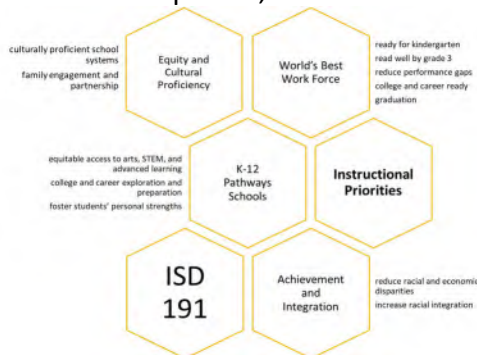 culturally proficient school
systems
family engagement and
partnership
Equity and
Cultural
Proficiency
World's Best
Work Force
ready for kindergarten
read well by grade 3
reduce performance gaps
college and career ready
graduation
equitable access to arts, STEM, and
advanced learning
college and career exploration and
preparation
foster students' personal strengths
K-12
Pathways
Schools
Instructional
Priorities
ISD
191
Achievement
and
Integration
reduce racial and economic
disparities
increase racial integration